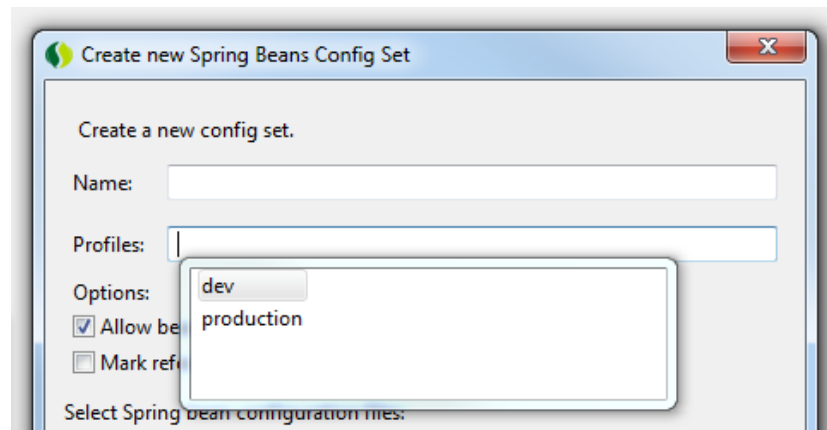 Create new Spring Beans Config Set
Create a new config set.
Name:
Profiles:
dev
production
Options:
Allow be
Mark refe
Select Spring bean configuration files: